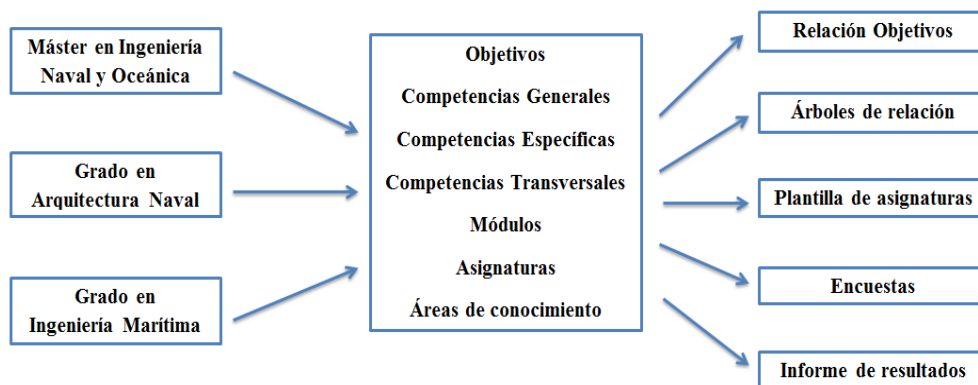 Máster en Ingeniería
Naval y Oceánica
Grado en
Arquitectura Naval
Grado en
Ingeniería Marítima
Objetivos
Competencias Generales
Competencias Específicas
Competencias Transversales
Módulos
Asignaturas
Áreas de conocimiento
Relación Objetivos
Árboles de relación
Plantilla de asignaturas
Encuestas
Informe de resultados